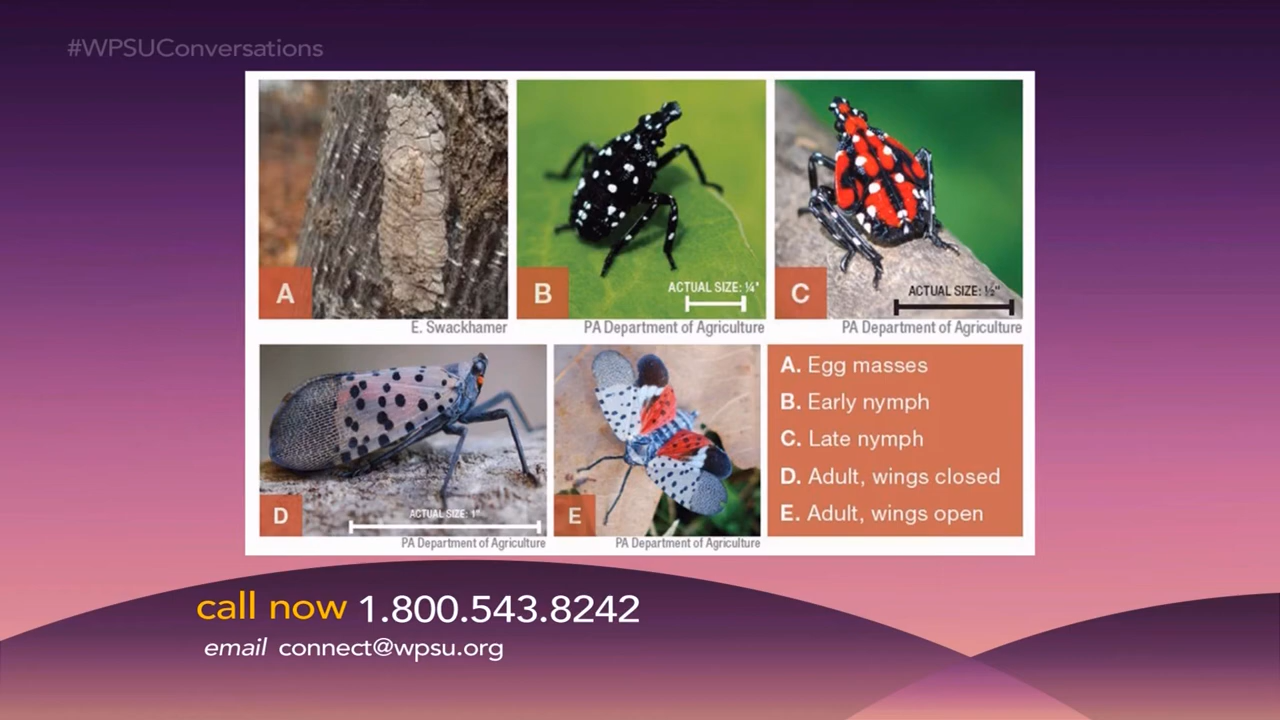 #WPSUConversations
A
E. Swackhamer
B
ACTUAL SIZE: ¼"
PA Department of Agriculture
C
ACTUAL SIZE: ½"
PA Department of Agriculture
D
ACTUAL SIZE: 1"
PA Department of Agriculture
E
PA Department of Agriculture
A. Egg masses
B. Early nymph
C. Late nymph
D. Adult, wings closed
E. Adult, wings open
call now 1.800.543.8242
email connect@wpsu.org